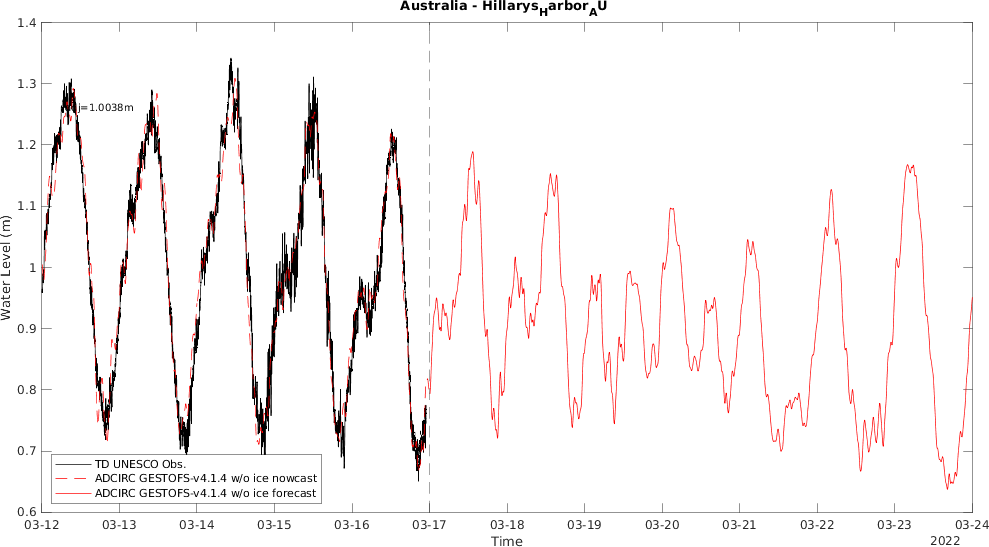 Australia - HillarysHarborAU
1.4
1.3
j=1.0038m
1.2
1.1
1
0.9
0.8
0.7
0.6
Water Level (m)
TD UNESCO Obs.
ADCIRC GESTOFS-v4.1.4 w/o ice nowcast
ADCIRC GESTOFS-v4.1.4 w/o ice forecast
03-12 03-13 03-14 03-15 03-16 03-17 03-18 03-19 03-20 03-21 03-22 03-23 03-24
Time
2022